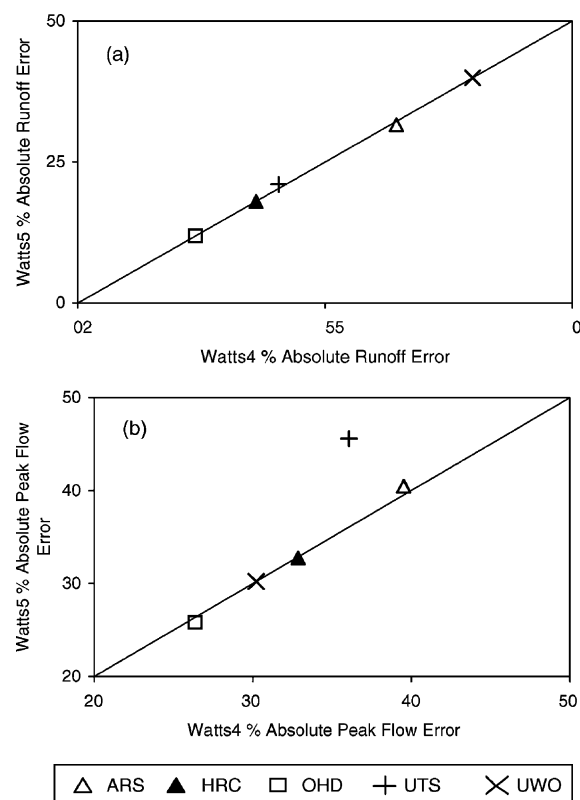 50
(a)
Watts5 % Absolute Runoff Error
25
0
02 55 0
Watts4 % Absolute Runoff Error
50
(b)
Watts5 % Absolute Peak Flow
Error
40
30
20
20 30 40 50
Watts4 % Absolute Peak Flow Error
ARS HRC OHD UTS UWO